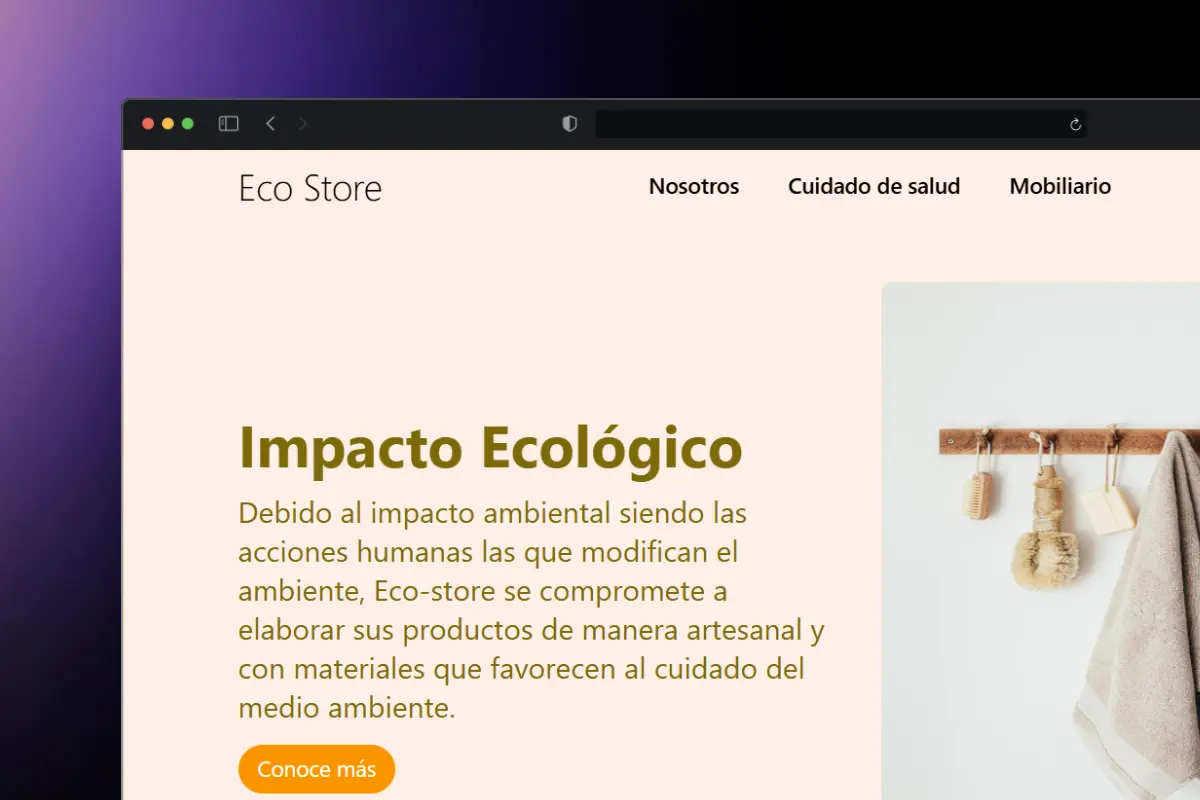 Eco Store
Nosotros
Cuidado de salud
Mobiliario
Impacto Ecológico
Debido al impacto ambiental siendo las
acciones humanas las que modifican el
ambiente, Eco-store se compromete a
elaborar sus productos de manera artesanal y
con materiales que favorecen al cuidado del
medio ambiente.
Conoce más